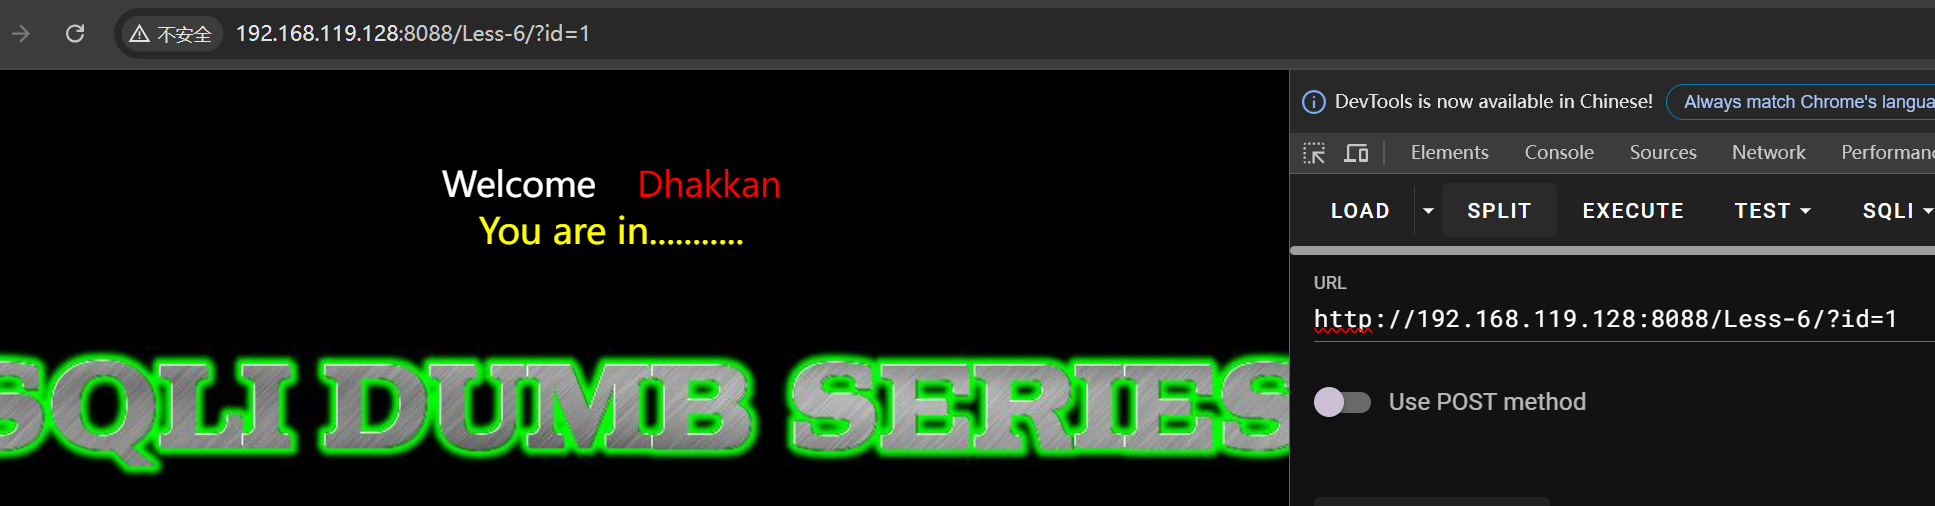 不安全 192.168.119.128:8088/Less-6/?id=1
Welcome Dhakkan
You are in...........
SQLI DUMB SERIES
DevTools is now available in Chinese! Always match Chrome's langua
Elements Console Sources Network Performanc
LOAD SPLIT EXECUTE TEST SQLI
URL
http://192.168.119.128:8088/Less-6/?id=1
Use POST method